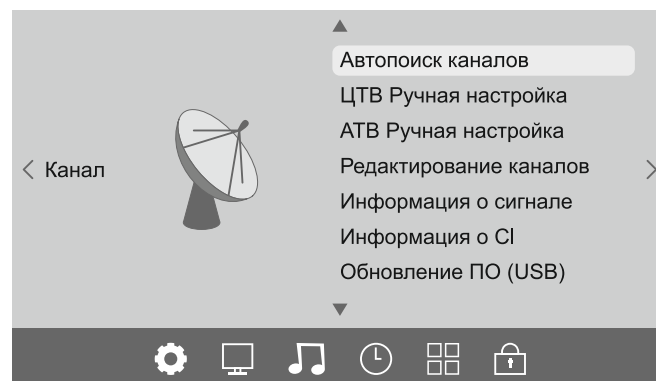 Канал
Автопоиск каналов
ЦТВ Ручная настройка
АТВ Ручная настройка
Редактирование каналов
Информация о сигнале
Информация о CI
Обновление ПО (USB)